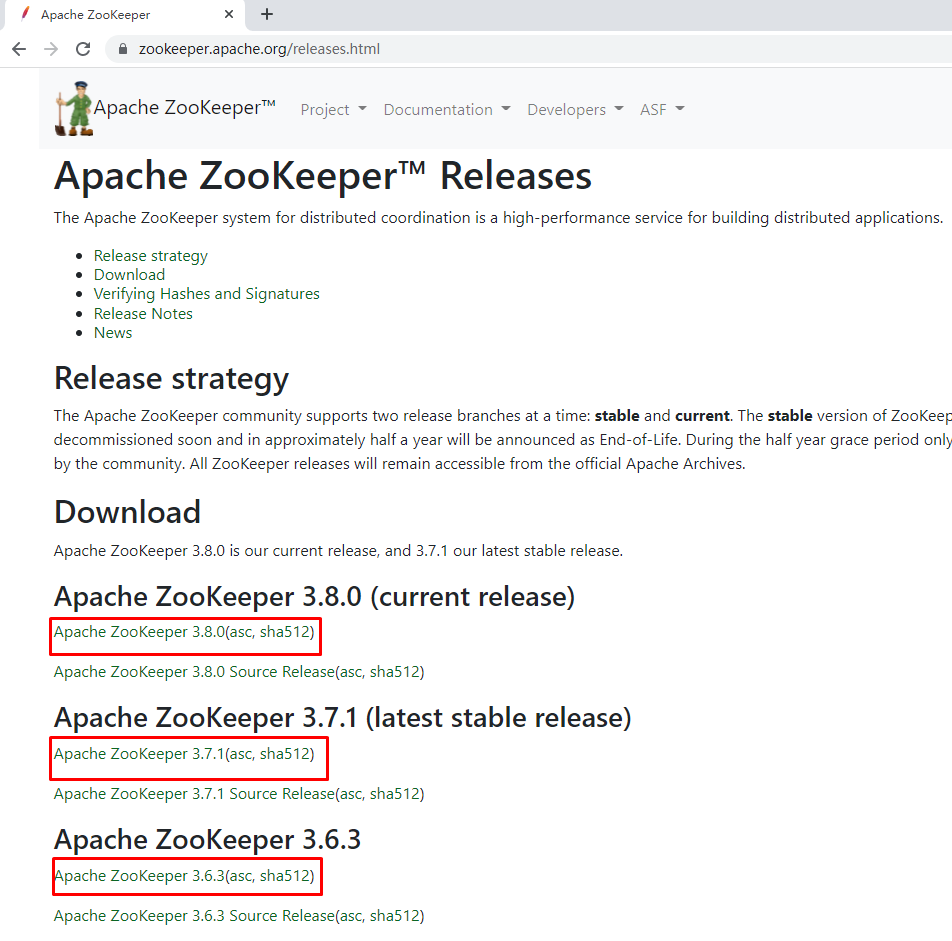 Apache ZooKeeper
zookeeper.apache.org/releases.html
Apache ZooKeeper™ Project Documentation Developers ASF
Apache ZooKeeper™ Releases
The Apache ZooKeeper system for distributed coordination is a high-performance service for building distributed applications.
Release strategy
Download
Verifying Hashes and Signatures
Release Notes
News
Release strategy
The Apache ZooKeeper community supports two release branches at a time: stable and current. The stable version of ZooKeep
decommissioned soon and in approximately half a year will be announced as End-of-Life. During the half year grace period only
by the community. All ZooKeeper releases will remain accessible from the official Apache Archives.
Download
Apache ZooKeeper 3.8.0 is our current release, and 3.7.1 our latest stable release.
Apache ZooKeeper 3.8.0 (current release)
Apache ZooKeeper 3.8.0(asc, sha512)
Apache ZooKeeper 3.8.0 Source Release(asc, sha512)
Apache ZooKeeper 3.7.1 (latest stable release)
Apache ZooKeeper 3.7.1(asc, sha512)
Apache ZooKeeper 3.7.1 Source Release(asc, sha512)
Apache ZooKeeper 3.6.3
Apache ZooKeeper 3.6.3(asc, sha512)
Apache ZooKeeper 3.6.3 Source Release(asc, sha512)